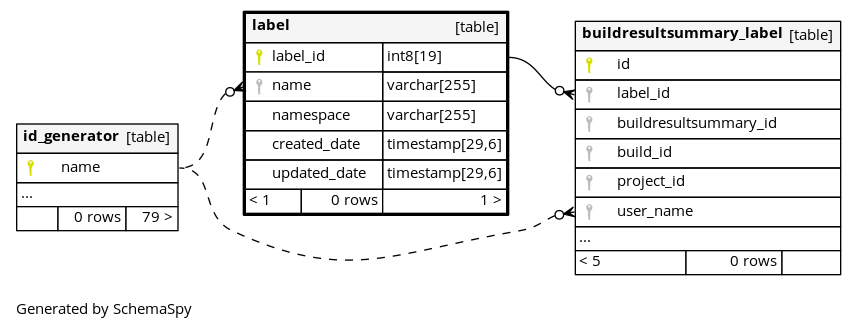 label [table]
label_id int8[19]
name varchar[255]
namespace varchar[255]
created_date timestamp[29,6]
updated_date timestamp[29,6]
< 1 0 rows 1 >
buildresultsummary_label [table]
id
label_id
buildresultsummary_id
build_id
project_id
user_name
...
< 5 0 rows
id_generator [table]
name
...
0 rows 79 >
Generated by SchemaSpy